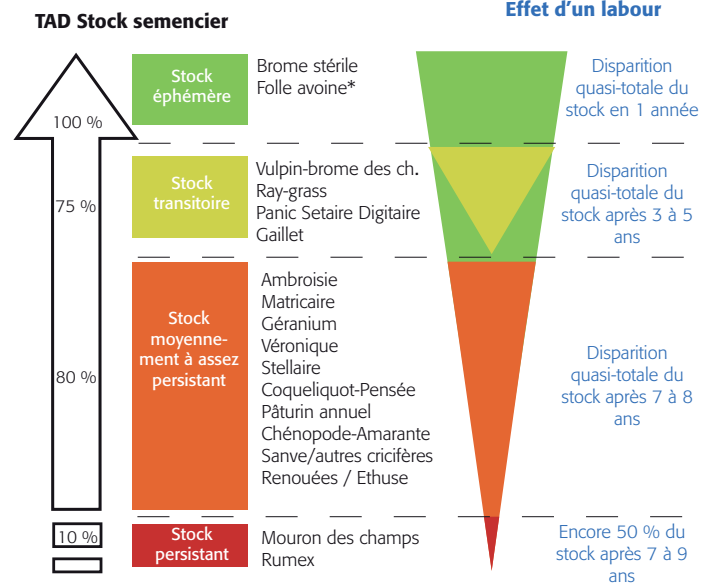 TAD Stock semencier
Effet d'un labour
100 %
Stock
éphémère
Brome stérile
Folle avoine*
Disparition
quasi-totale du
stock en 1 année
75 %
Stock
transitoire
Vulpin-brome des ch.
Ray-grass
Panic Setaire Digitaire
Gaillet
Disparition
quasi-totale du
stock après 3 à 5
ans
80 %
Stock
moyenne-
ment à assez
persistant
Ambroisie
Matricaire
Géranium
Véronique
Stellaire
Coqueliquot-Pensée
Pâturin annuel
Chénopode-Amarante
Sanve/autres cricifères
Renouées / Ethuse
Disparition
quasi-totale du
stock après 7 à 8
ans
10 %
Stock
persistant
Mouron des champs
Rumex
Encore 50 % du
stock après 7 à 9
ans